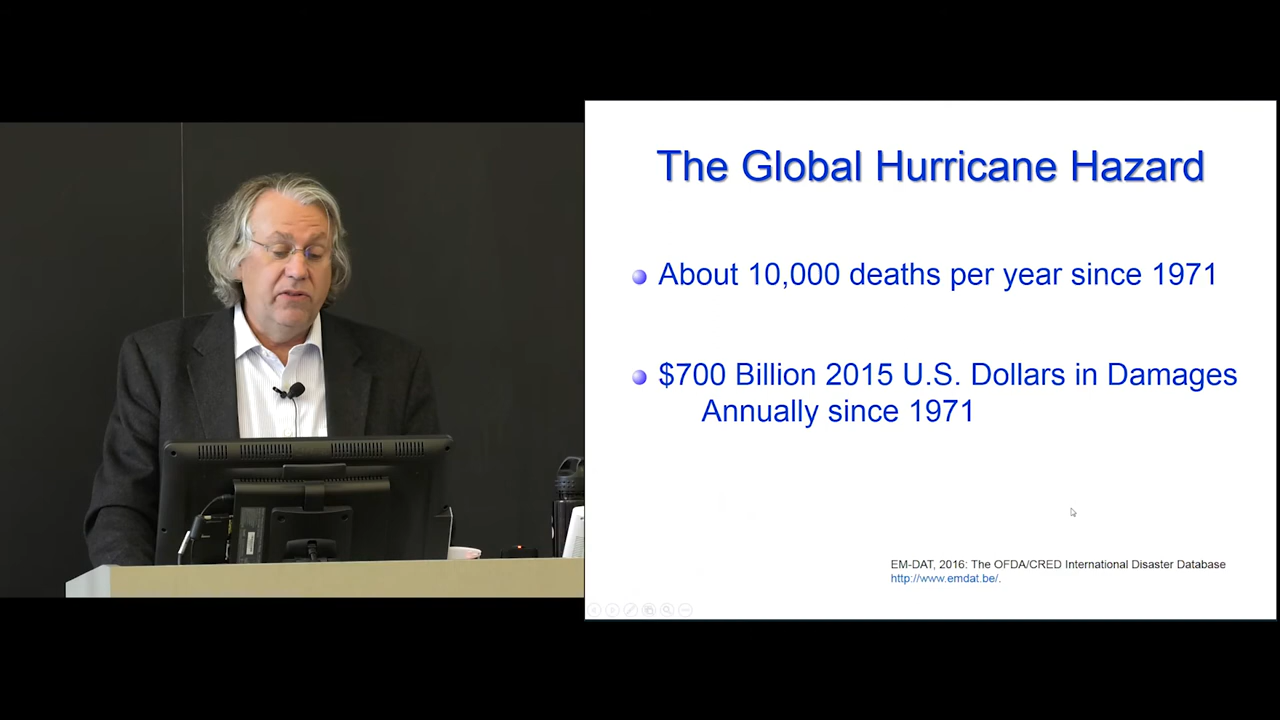 The Global Hurricane Hazard
About 10,000 deaths per year since 1971
$700 Billion 2015 U.S. Dollars in Damages
Annually since 1971
EM-DAT, 2016: The OFDA/CRED International Disaster Database
http://www.emdat.be/.